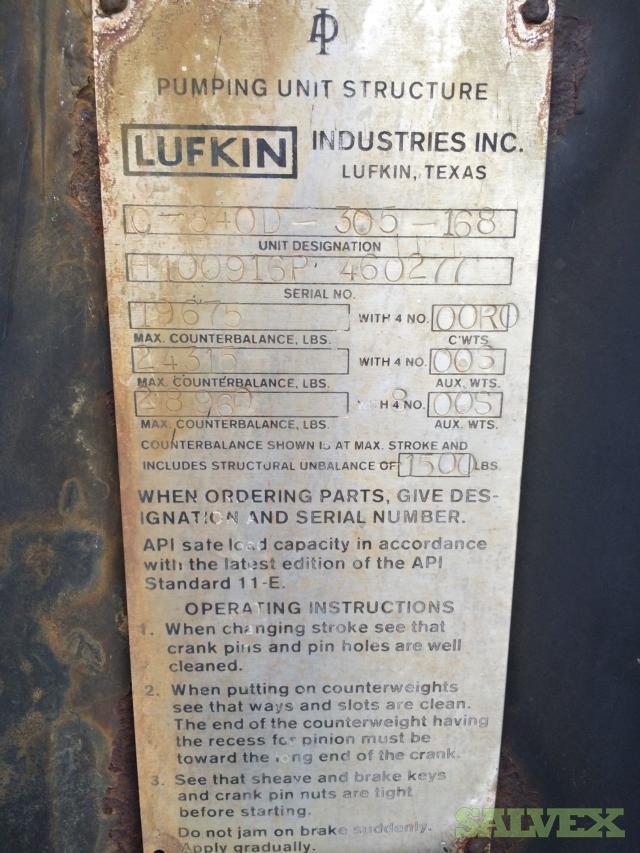 API
PUMPING UNIT STRUCTURE
LUFKIN INDUSTRIES INC.
LUFKIN, TEXAS
C-840D-305-168
UNIT DESIGNATION
H100916P 460277
SERIAL NO.
19675 WITH 4 NO. 00R0
MAX. COUNTERBALANCE, LBS. C'WTS.
24315 WITH 4 NO. 00S
MAX. COUNTERBALANCE, LBS. AUX. WTS.
8 NO. 00S
MAX. COUNTERBALANCE, LBS. AUX. WTS.
COUNTERBALANCE SHOWN IS AT MAX. STROKE AND
INCLUDES STRUCTURAL UNBALANCE OF 1500 LBS.
WHEN ORDERING PARTS, GIVE DES-
IGNATION AND SERIAL NUMBER.
API safe load capacity in accordance
with the latest edition of the API
Standard 11-E.
OPERATING INSTRUCTIONS
1. When changing stroke see that
crank pins and pin holes are well
cleaned.
2. When putting on counterweights
see that ways and slots are clean.
The end of the counterweight having
the recess for pinion must be
toward the long end of the crank.
3. See that sheave and brake keys
and crank pin nuts are tight
before starting.
Do not jam on brake suddenly.
Apply gradually.
SALVEX